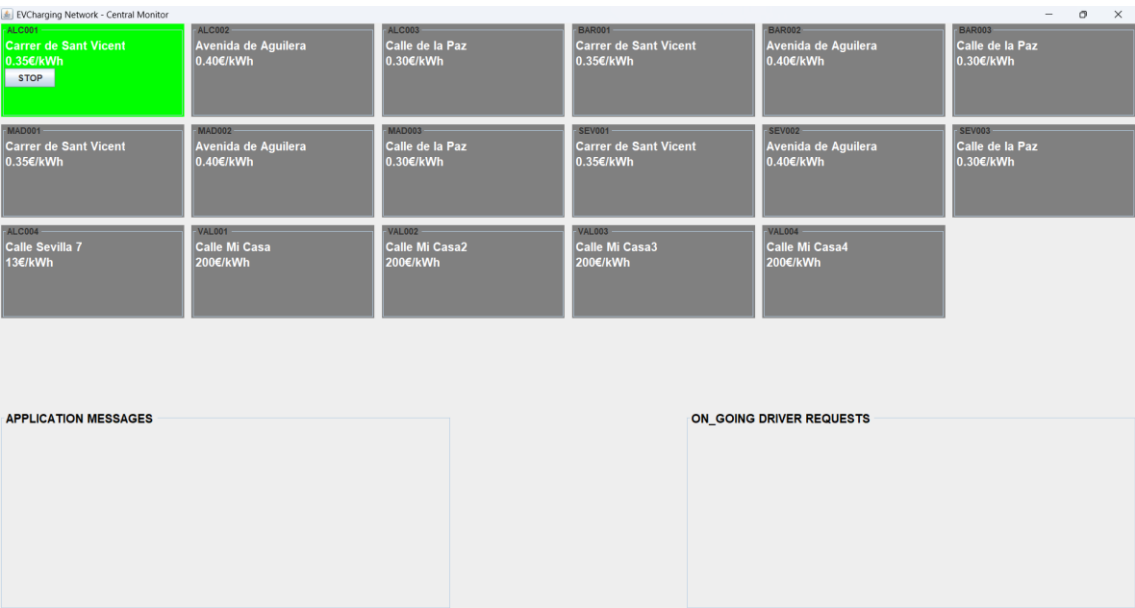 EVCharging Network - Central Monitor
ALC001
Carrer de Sant Vicent
0.35€/kWh
STOP
ALC002
Avenida de Aguilera
0.40€/kWh
ALC003
Calle de la Paz
0.30€/kWh
BAR001
Carrer de Sant Vicent
0.35€/kWh
BAR002
Avenida de Aguilera
0.40€/kWh
BAR003
Calle de la Paz
0.30€/kWh
MAD001
Carrer de Sant Vicent
0.35€/kWh
MAD002
Avenida de Aguilera
0.40€/kWh
MAD003
Calle de la Paz
0.30€/kWh
SEV001
Carrer de Sant Vicent
0.35€/kWh
SEV002
Avenida de Aguilera
0.40€/kWh
SEV003
Calle de la Paz
0.30€/kWh
ALC004
Calle Sevilla 7
13€/kWh
VAL001
Calle Mi Casa
200€/kWh
VAL002
Calle Mi Casa2
200€/kWh
VAL003
Calle Mi Casa3
200€/kWh
VAL004
Calle Mi Casa4
200€/kWh
APPLICATION MESSAGES
ON_GOING DRIVER REQUESTS